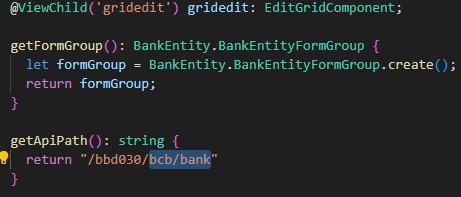 @ViewChild('gridedit') gridedit: EditGridComponent;
getFormGroup(): BankEntity.BankEntityFormGroup {
let formGroup = BankEntity.BankEntityFormGroup.create();
return formGroup;
}
getApiPath(): string {
return "/bbd030/bcb/bank"
}